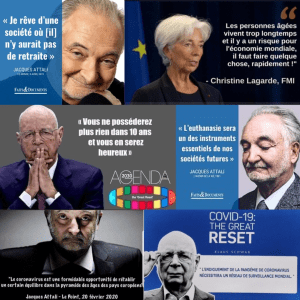 « Je rêve d'une
société où [il]
n'y aurait pas
de retraite »
JACQUES ATTALI
FAITS & DOCUMENTS
Les personnes âgées
vivent trop longtemps
et il y a un risque pour
l'économie mondiale,
il faut faire quelque
chose, rapidement !"
- Christine Lagarde, FMI
« Vous ne posséderez
plus rien dans 10 ans
et vous en serez
heureux »
AGENDA
2030
« L'euthanasie sera
un des instruments
essentiels de nos
sociétés futures »
JACQUES ATTALI
FAITS & DOCUMENTS
"Le coronavirus est une formidable opportunité de rétablir
un certain équilibre dans la pyramide des âges des pays européens"
Jacques Attali - Le Point, 20 février 2020
COVID-19:
THE GREAT
RESET
KLAUS SCHWAB
" L'ENDIGUEMENT DE LA PANDÉMIE DE CORONAVIRUS
NÉCESSITERA UN RÉSEAU DE SURVEILLANCE MONDIAL. "